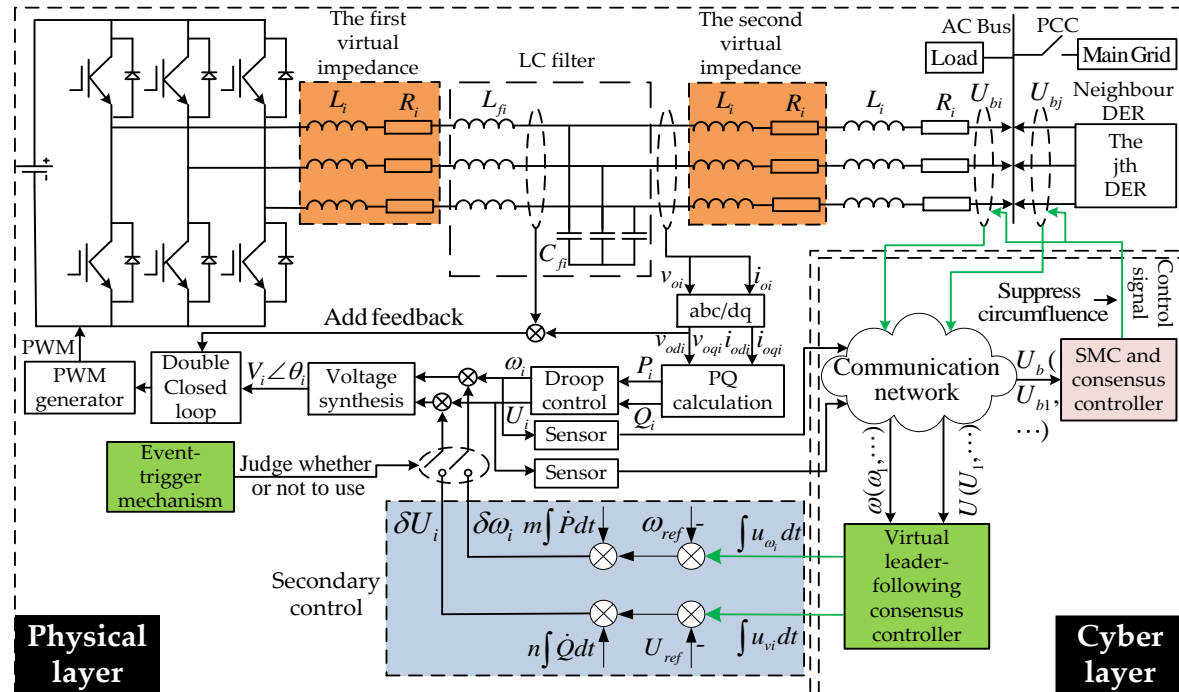 The first
virtual
impedance
LC filter
The second
virtual
impedance
AC Bus
PCC
Load
Main Grid
L_i
R_i
L_fi
L_i
R_i
L_i
R_i
U_bi
U_bj
Neighbour
DER
The
jth
DER
C_fi
v_oi
i_oi
abc/dq
v_odi
v_oqi
i_odi
i_oqi
Add feedback
PWM
PWM
generator
Double
Closed
loop
V_i∠θ_i
Voltage
synthesis
ω_i
U_i
Droop
control
P_i
Q_i
PQ
calculation
Sensor
Sensor
Suppress
circumfluence
Control
signal
Communication
network
U_b(
U_b1,
…)
SMC and
consensus
controller
ω(ω_1,…)
U(U_1,…)
Event-
trigger
mechanism
Judge whether
or not to use
δU_i
δω_i
m∫Ṗdt
ω_ref
-
∫u_ω_i dt
Secondary
control
n∫Q̇dt
U_ref
-
∫u_vi dt
Virtual
leader-
following
consensus
controller
Physical
layer
Cyber
layer